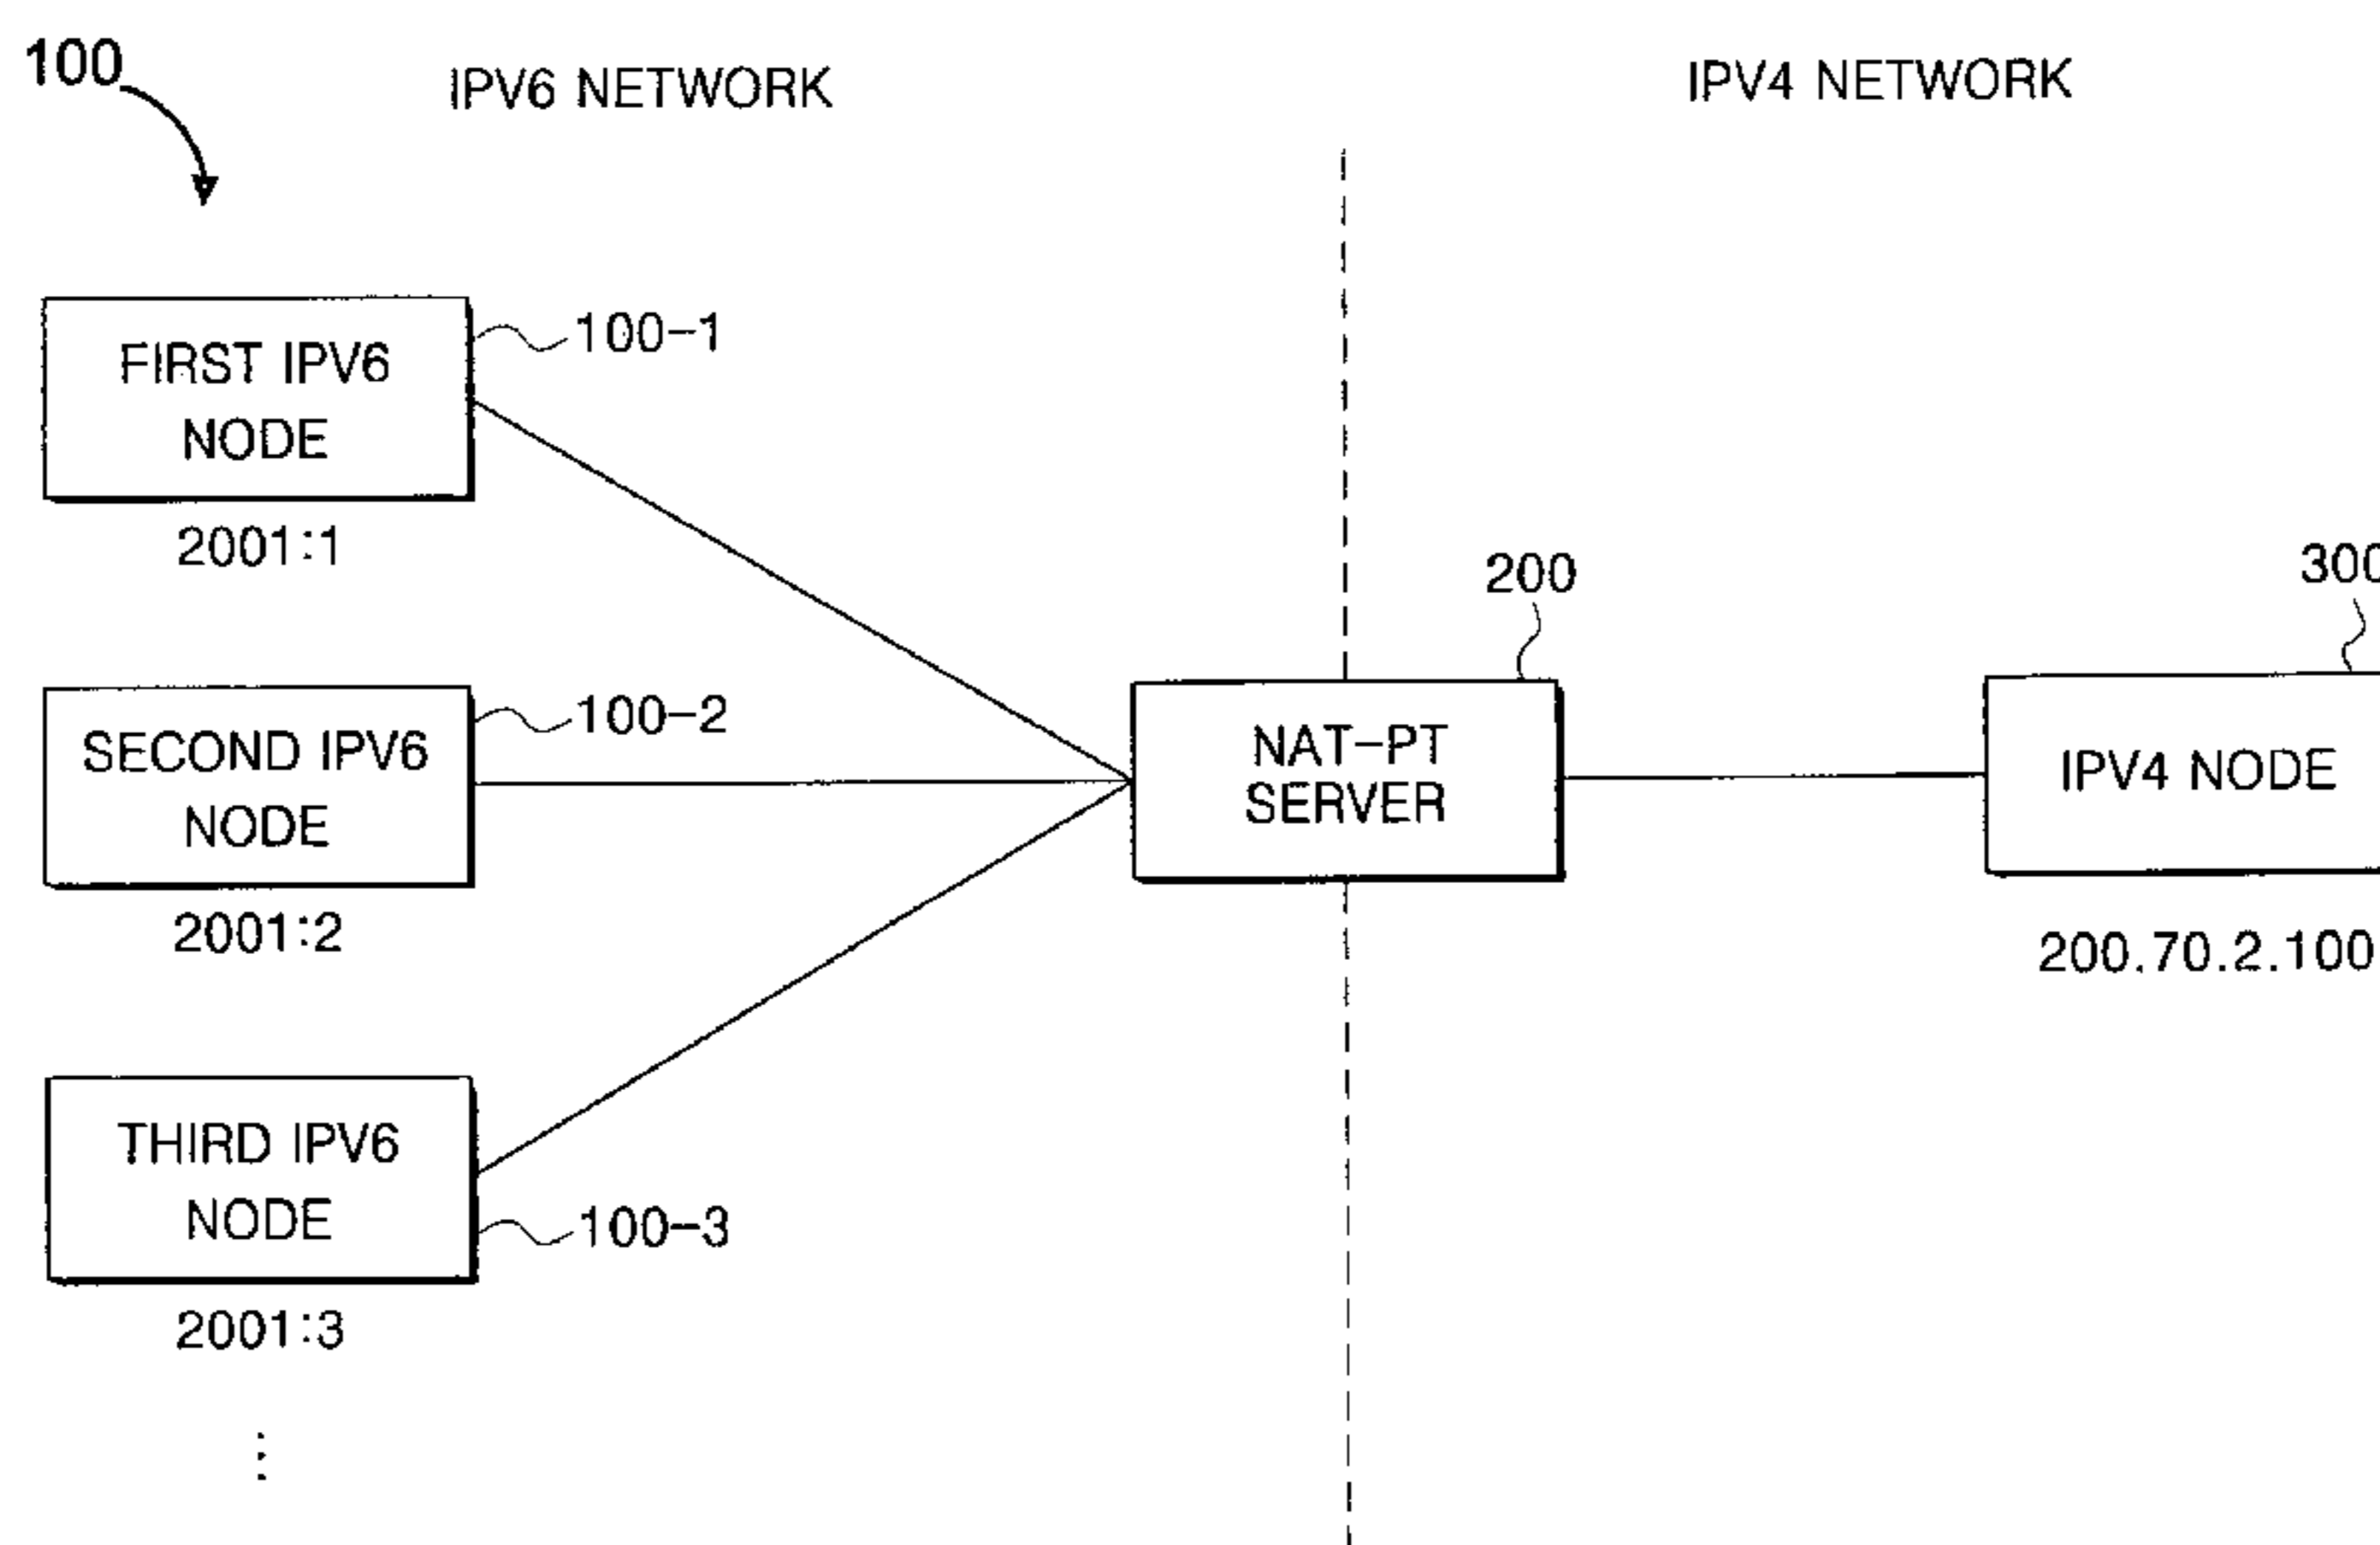 100
IPV6 NETWORK
IPV4 NETWORK
100-1
FIRST IPV6
NODE
2001:1
200
300
100-2
SECOND IPV6
NODE
2001:2
NAT-PT
SERVER
IPV4 NODE
200.70.2.100
THIRD IPV6
NODE
100-3
2001:3